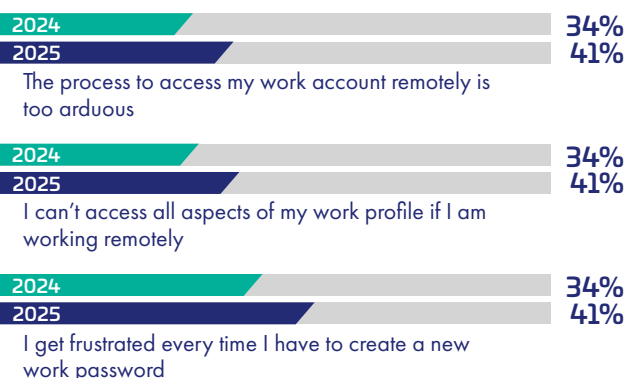 2024 34%
2025 41%
The process to access my work account remotely is
too arduous
2024 34%
2025 41%
I can’t access all aspects of my work profile if I am
working remotely
2024 34%
2025 41%
I get frustrated every time I have to create a new
work password